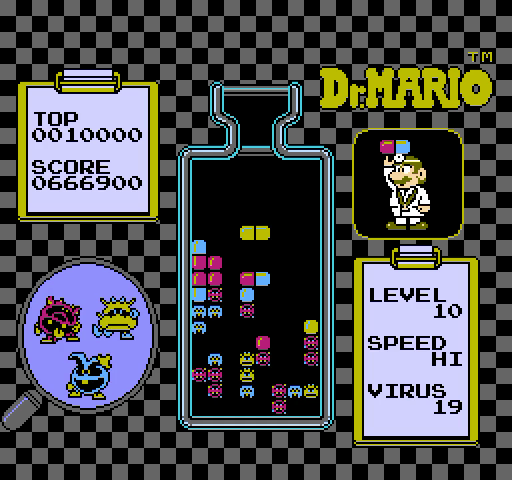 TM
Dr.MARIO
TOP
0010000
SCORE
0666900
LEVEL
10
SPEED
HI
VIRUS
19